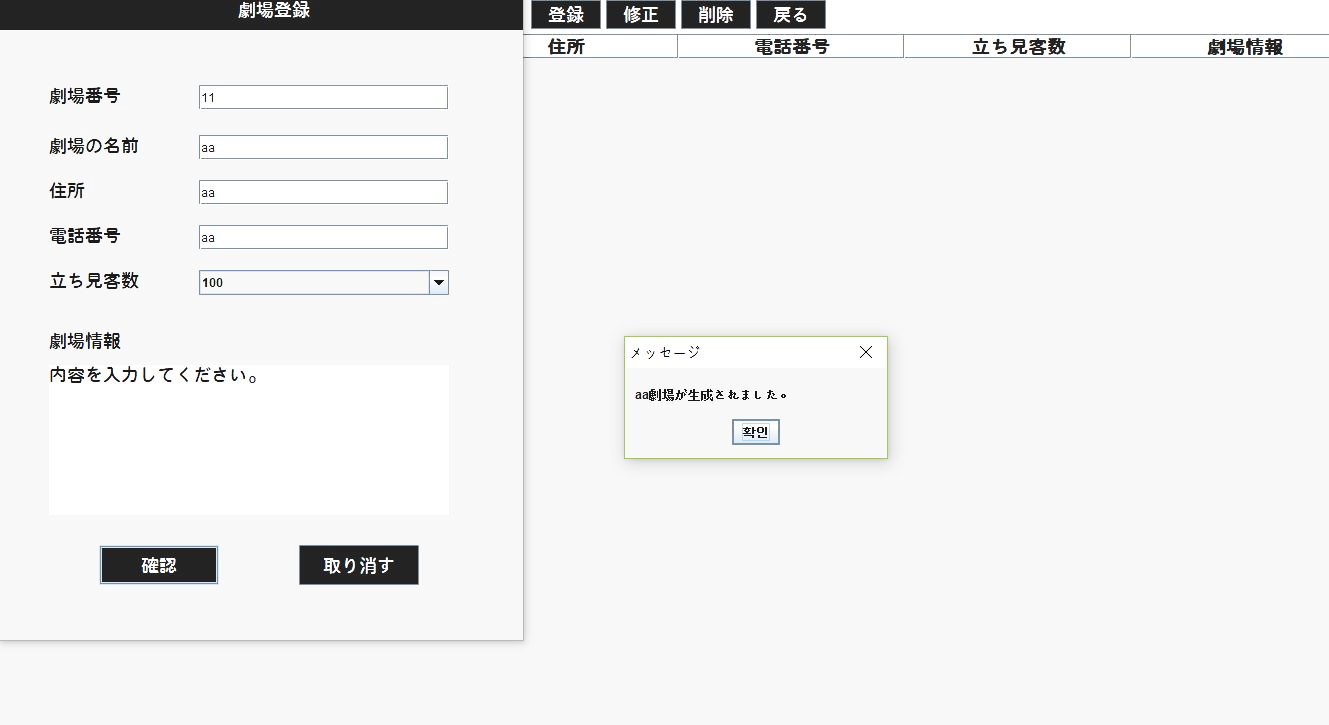 劇場登録
登録 修正 削除 戻る
住所 電話番号 立ち見客数 劇場情報
劇場番号 11
劇場の名前 aa
住所 aa
電話番号 aa
立ち見客数 100
劇場情報
内容を入力してください。
メッセージ
aa劇場が生成されました。
확인
確認 取り消す